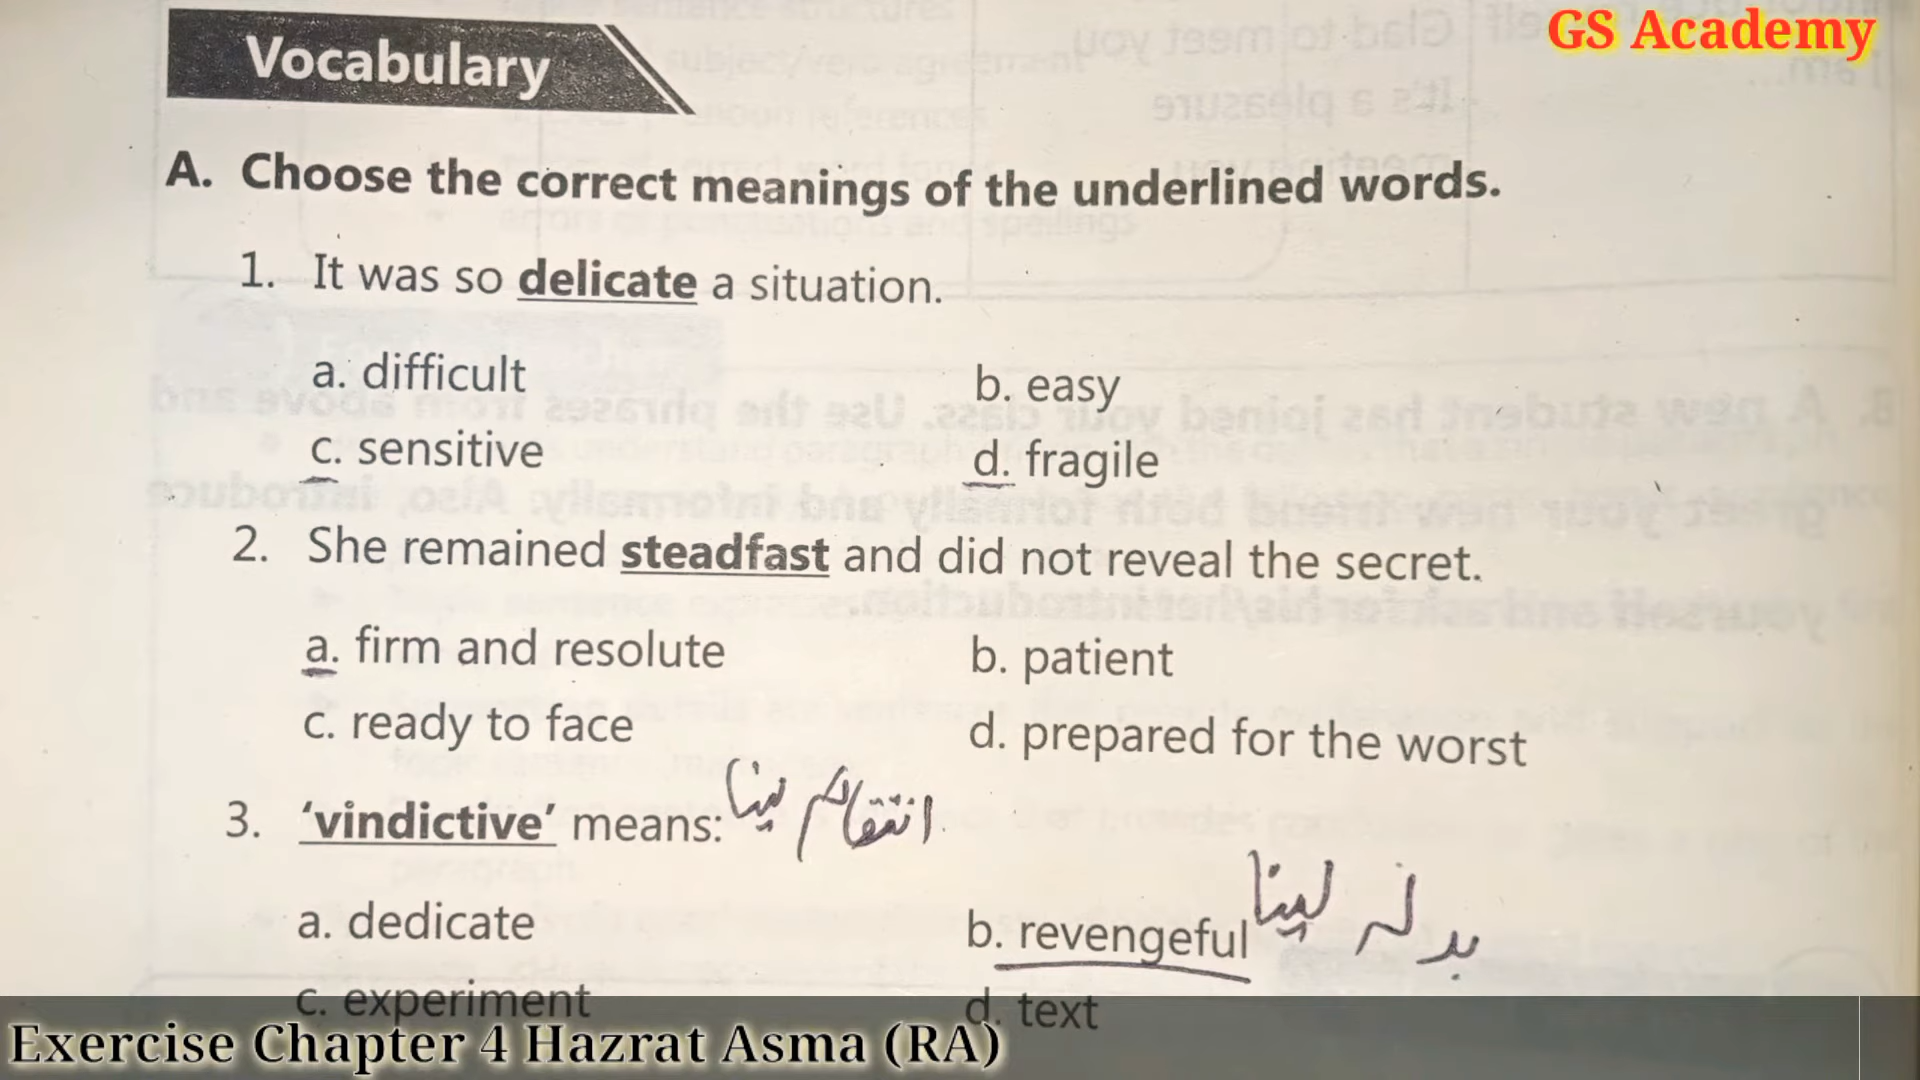 GS Academy
Vocabulary
A. Choose the correct meanings of the underlined words.
1. It was so delicate a situation.
a. difficult b. easy
c. sensitive d. fragile
2. She remained steadfast and did not reveal the secret.
a. firm and resolute b. patient
c. ready to face d. prepared for the worst
3. ‘vindictive’ means: انتقام لینا
a. dedicate b. revengeful بدلہ لینا
c. experiment d. text
Exercise Chapter 4 Hazrat Asma (RA)